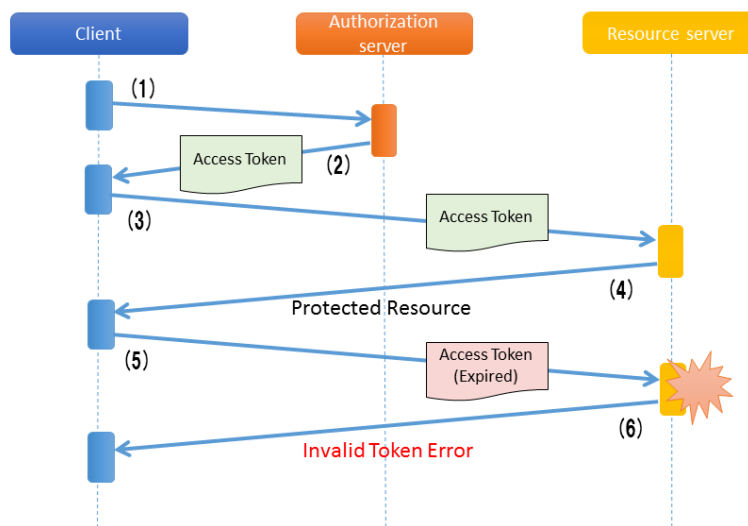 Client
Authorization
server
Resource server
(1)
Access Token
(2)
(3)
Access Token
(4)
Protected Resource
(5)
Access Token
(Expired)
(6)
Invalid Token Error